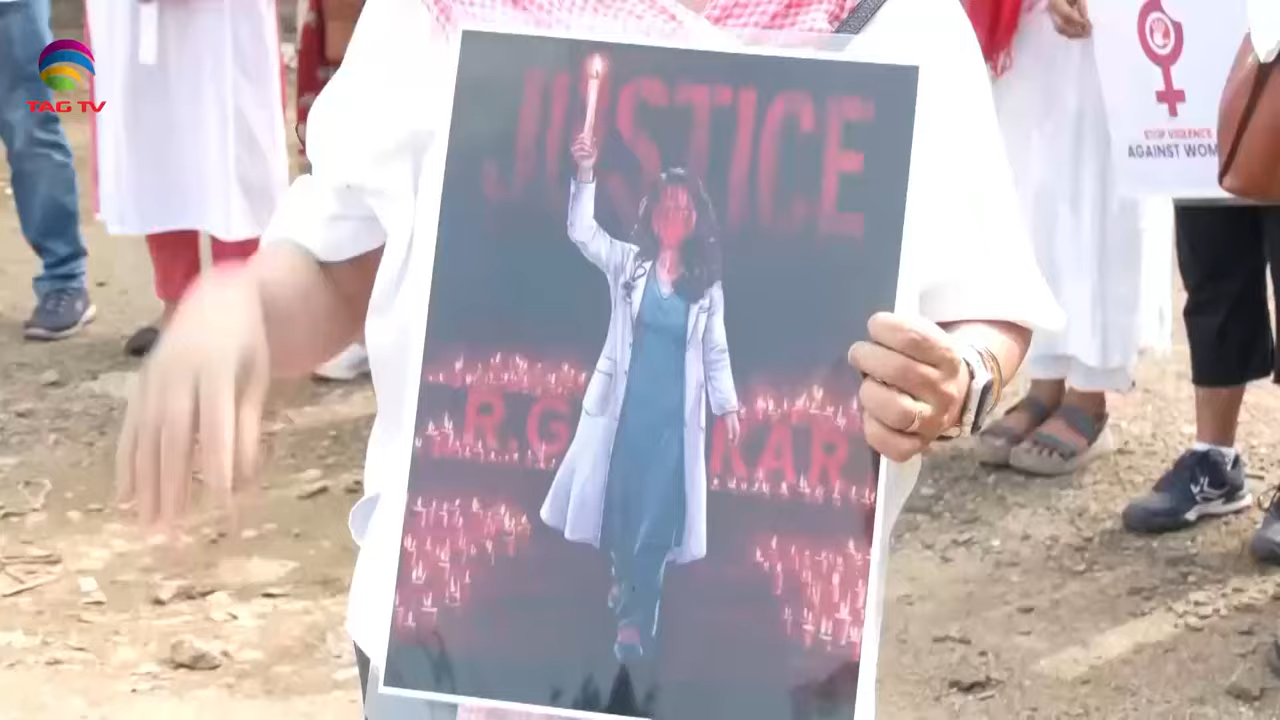 TAG TV
JUSTICE
R.G KAR
STOP VIOLENCE
AGAINST WOM